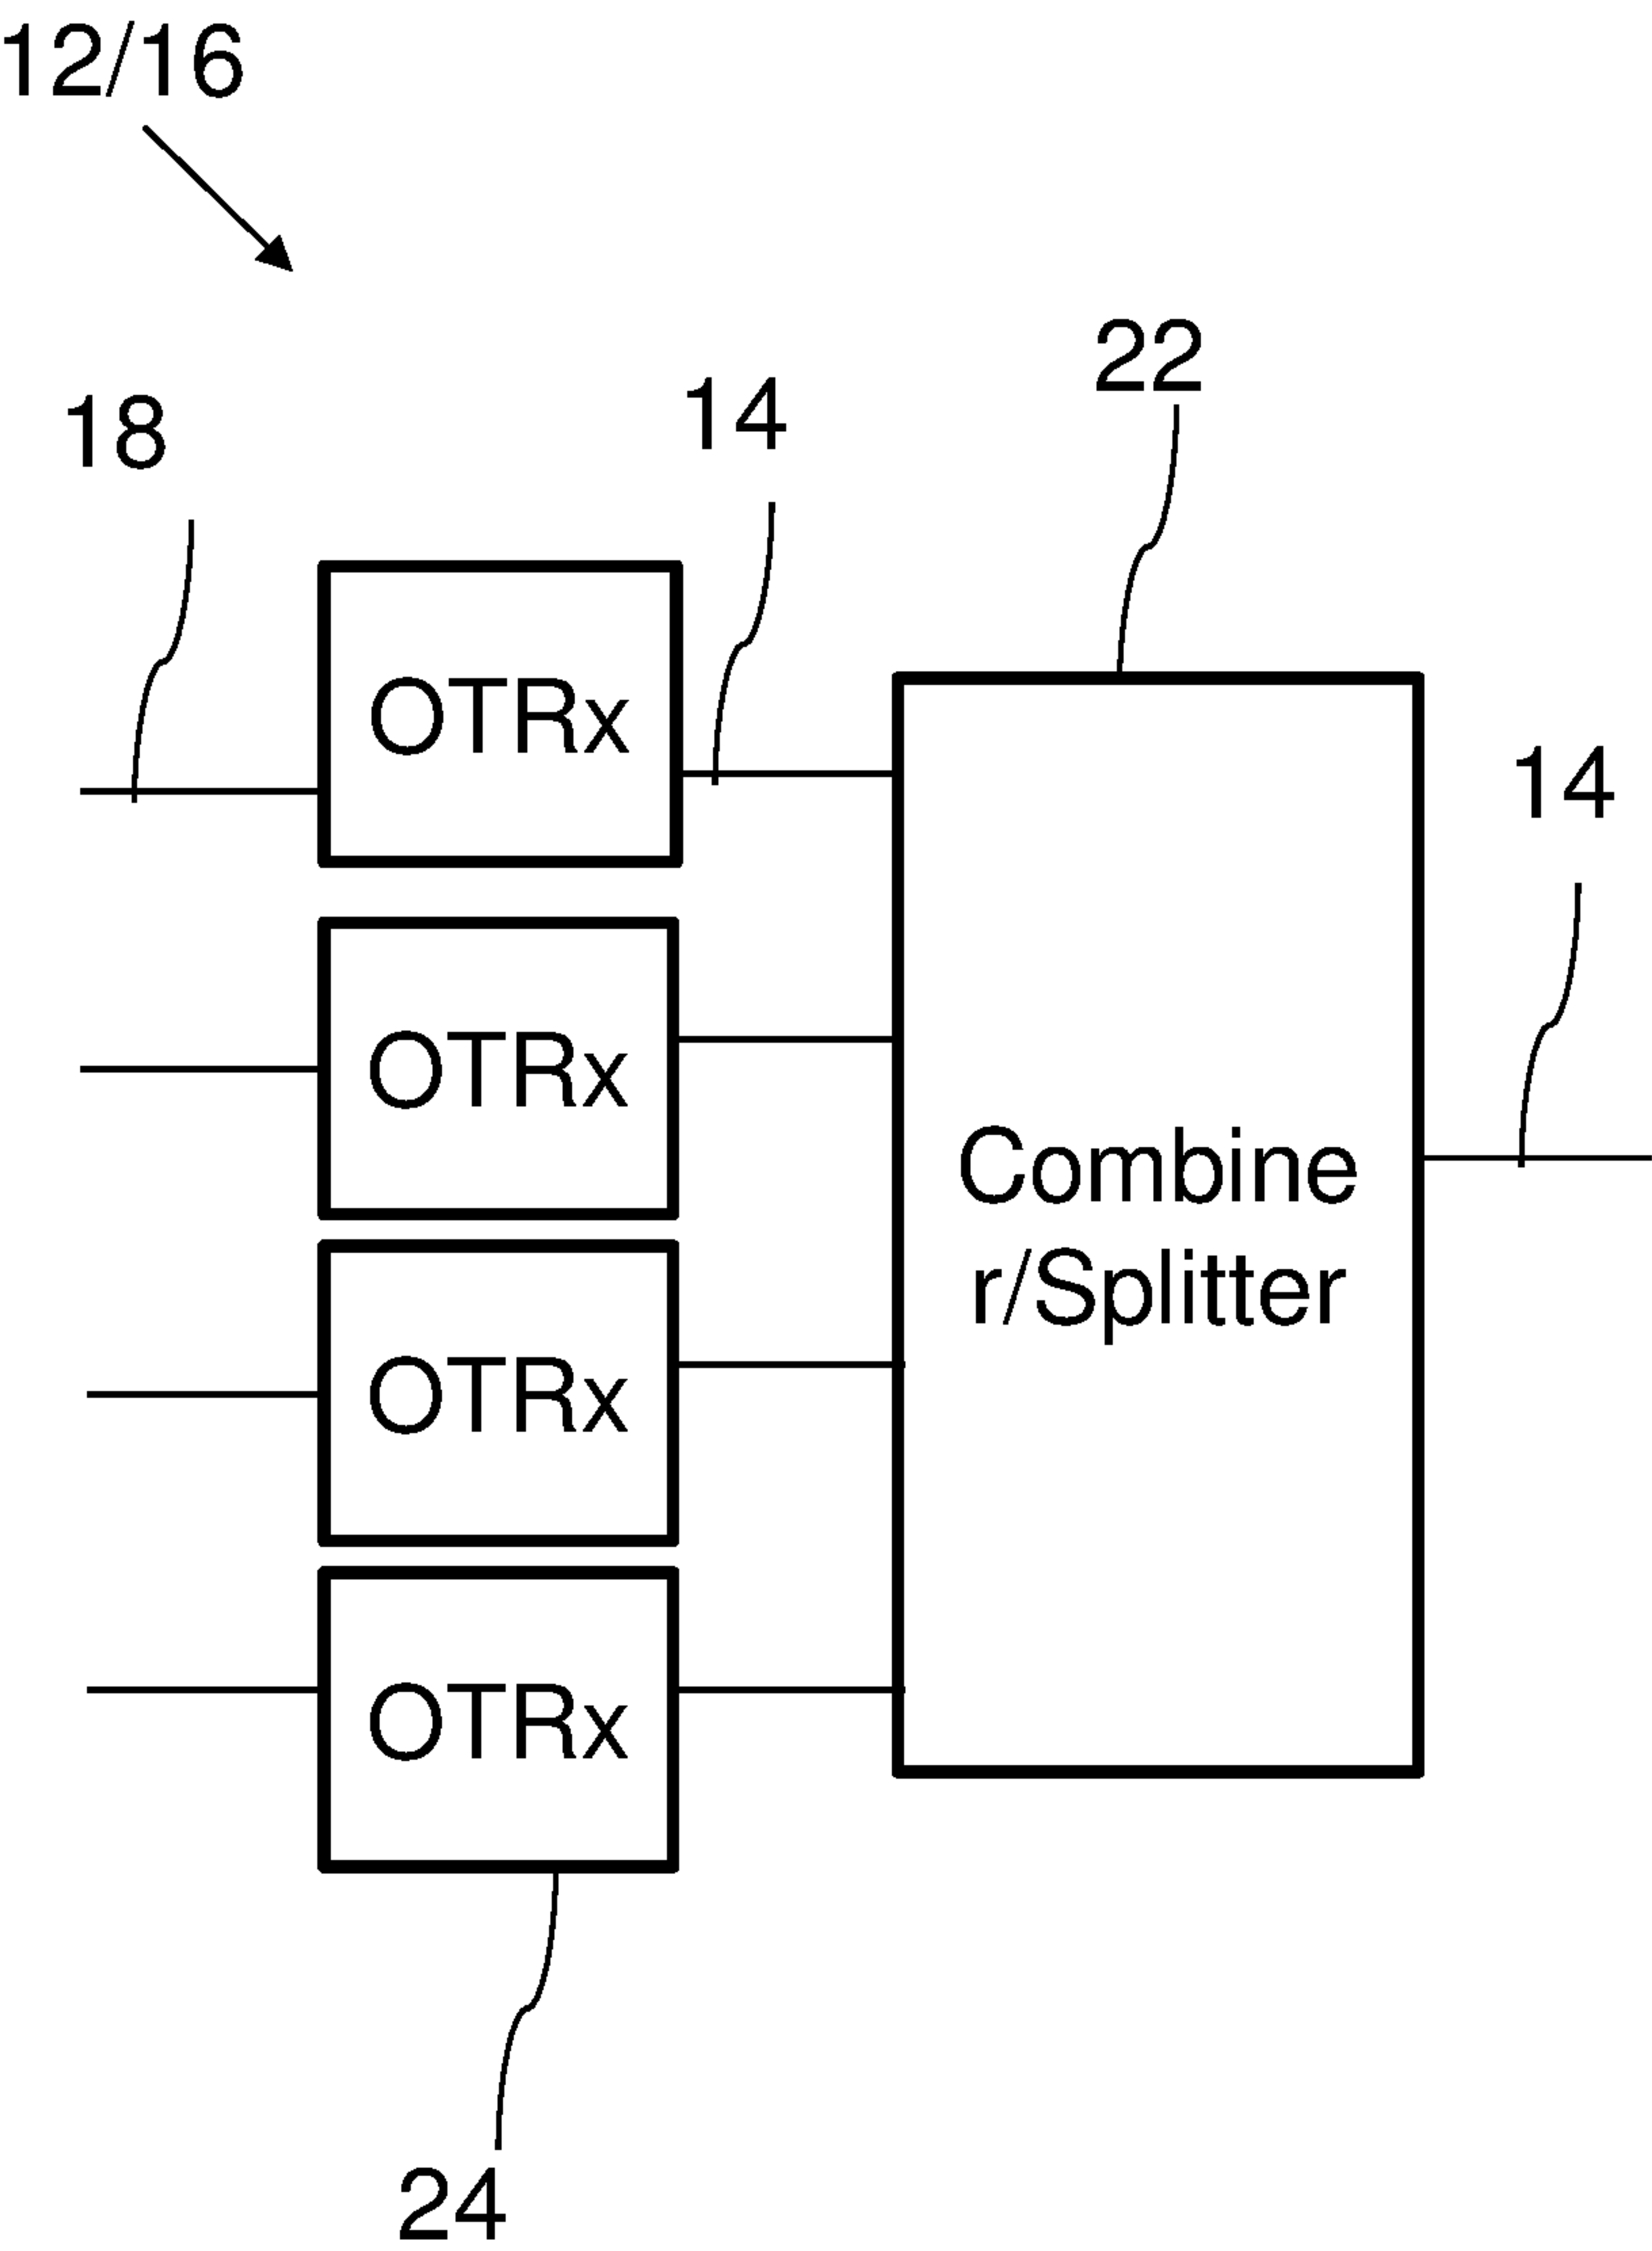 12/16
22
14
18
OTRx
14
OTRx
Combine
r/Splitter
OTRx
OTRx
24